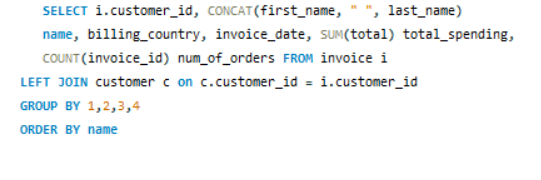 SELECT i.customer_id, CONCAT(first_name, " ", last_name)
name, billing_country, invoice_date, SUM(total) total_spending,
COUNT(invoice_id) num_of_orders FROM invoice i
LEFT JOIN customer c on c.customer_id = i.customer_id
GROUP BY 1,2,3,4
ORDER BY name